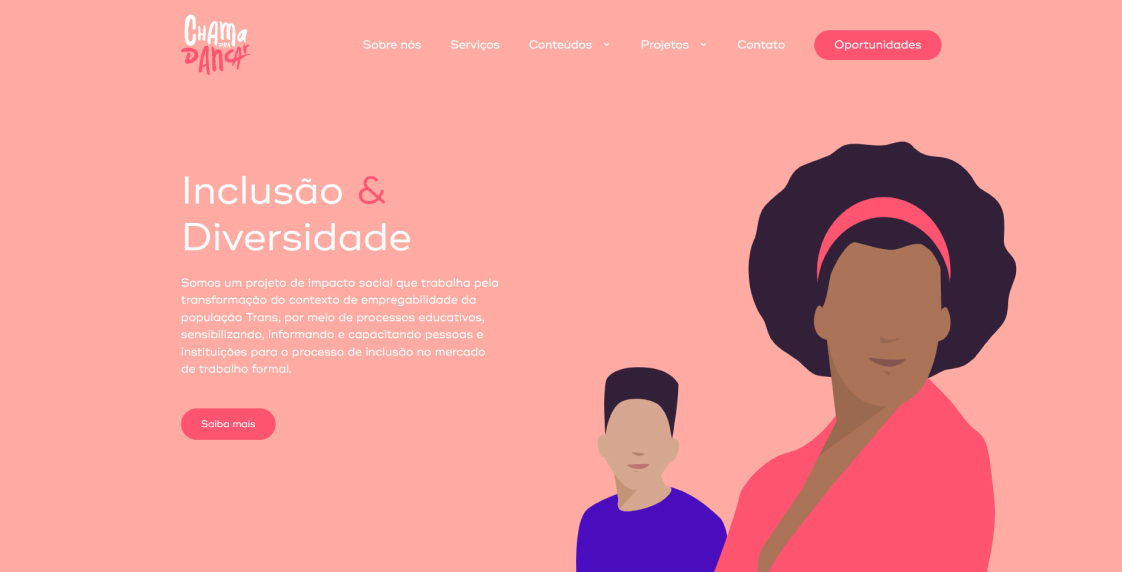 CHAMA
PRA
DANÇAr
Sobre nós
Serviços
Conteúdos
Projetos
Contato
Oportunidades
Inclusão &
Diversidade
Somos um projeto de impacto social que trabalha pela
transformação do contexto de empregabilidade da
população Trans, por meio de processos educativos,
sensibilizando, informando e capacitando pessoas e
instituições para o processo de inclusão no mercado
de trabalho formal.
Saiba mais